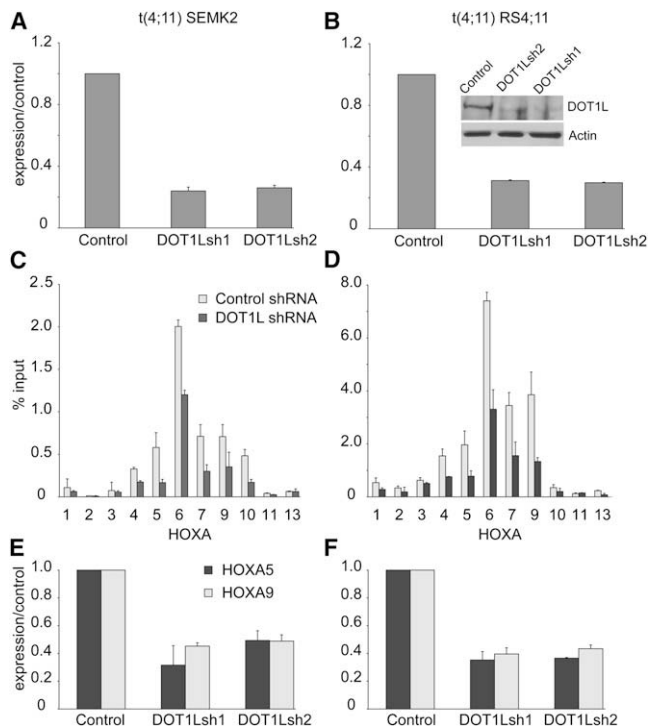 A t(4;11) SEMK2
1.2
0.8
0.4
0
expression/control
Control DOT1Lsh1 DOT1Lsh2
B t(4;11) RS4;11
1.2
0.8
0.4
0
Control DOT1Lsh2 DOT1Lsh1
DOT1L
Actin
Control DOT1Lsh1 DOT1Lsh2
C
Control shRNA
DOT1L shRNA
2.5
2.0
1.5
1.0
0.5
0
% input
1 2 3 4 5 6 7 9 10 11 13
HOXA
D
8.0
6.0
4.0
2.0
0
1 2 3 4 5 6 7 9 10 11 13
HOXA
E
HOXA5
HOXA9
1.0
0.8
0.6
0.4
0.2
0
expression/control
Control DOT1Lsh1 DOT1Lsh2
F
1.0
0.8
0.6
0.4
0.2
0
Control DOT1Lsh1 DOT1Lsh2